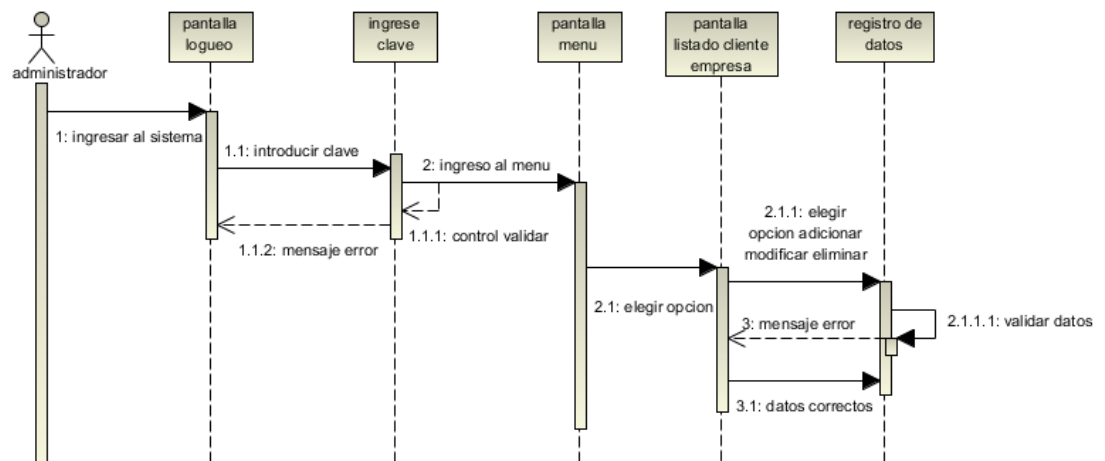 administrador
pantalla
logueo
ingrese
clave
pantalla
menu
pantalla
listado cliente
empresa
registro de
datos
1: ingresar al sistema
1.1: introducir clave
2: ingreso al menu
1.1.1: control validar
1.1.2: mensaje error
2.1: elegir opcion
2.1.1: elegir
opcion adicionar
modificar eliminar
2.1.1.1: validar datos
3: mensaje error
3.1: datos correctos